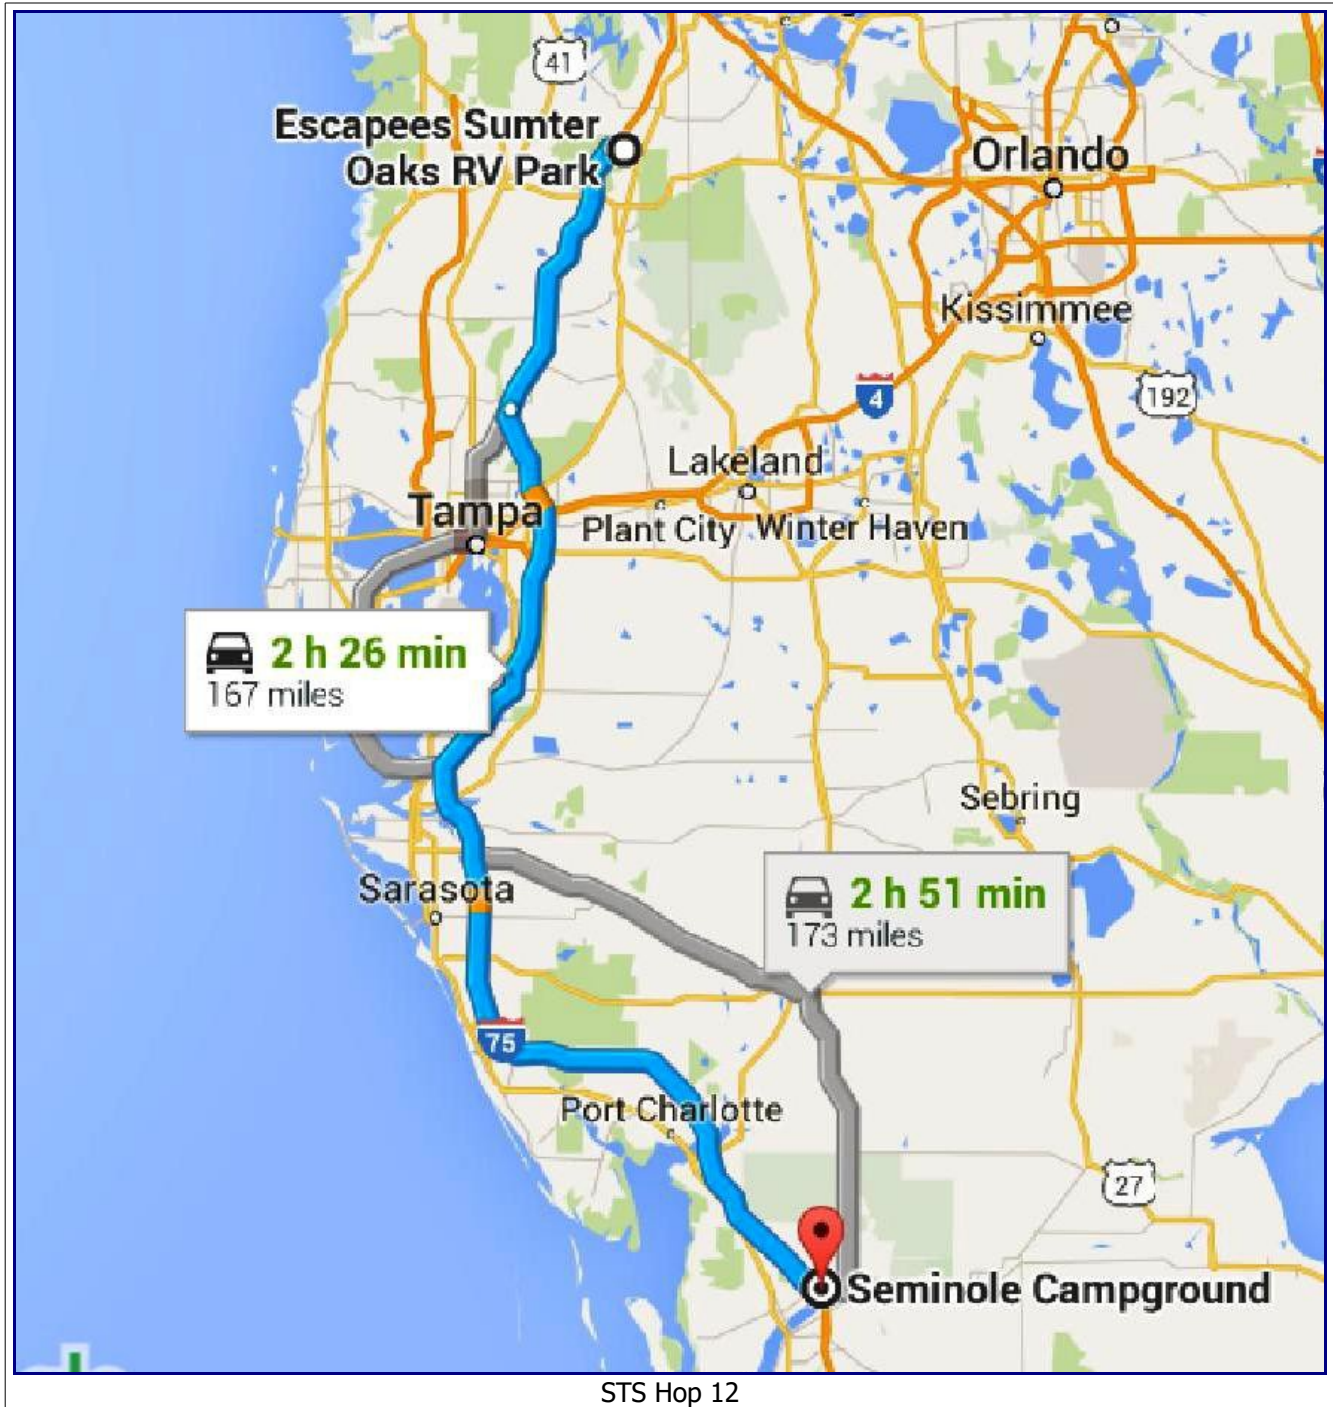 41
Escapees Sumter
Oaks RV Park
Orlando
Kissimmee
192
4
Lakeland
Tampa
Plant City
Winter Haven
2 h 26 min
167 miles
Sebring
Sarasota
2 h 51 min
173 miles
75
Port Charlotte
27
Seminole Campground
STS Hop 12